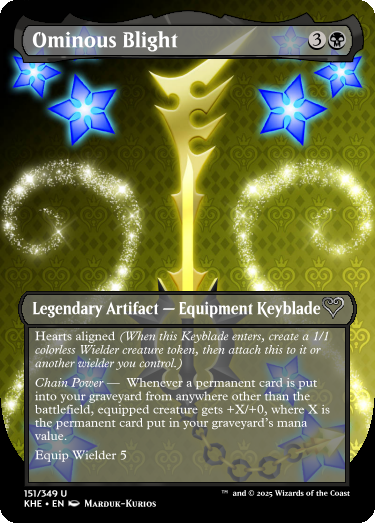 Ominous Blight 3
Legendary Artifact — Equipment Keyblade
Hearts aligned (When this Keyblade enters, create a 1/1
colorless Wielder creature token, then attach this to it or
another wielder you control.)
Chain Power — Whenever a permanent card is put
into your graveyard from anywhere other than the
battlefield, equipped creature gets +X/+0, where X is
the permanent card put in your graveyard's mana
value.
Equip Wielder 5
151/349 U
KHE • EN Marduk-Kurios
™ and © 2025 Wizards of the Coast